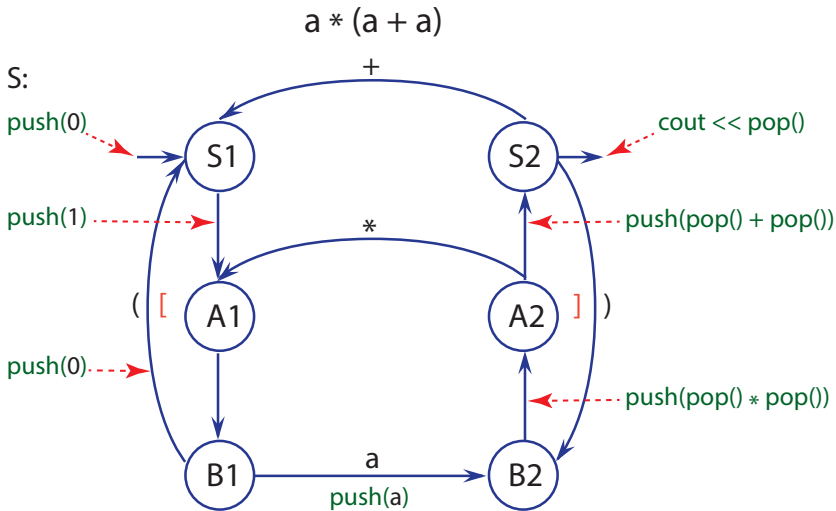 a * (a + a)
+
S:
push(0)
cout << pop()
S1
S2
push(1)
push(pop() + pop())
*
( [
] )
A1
A2
push(0)
push(pop() * pop())
a
B1
B2
push(a)